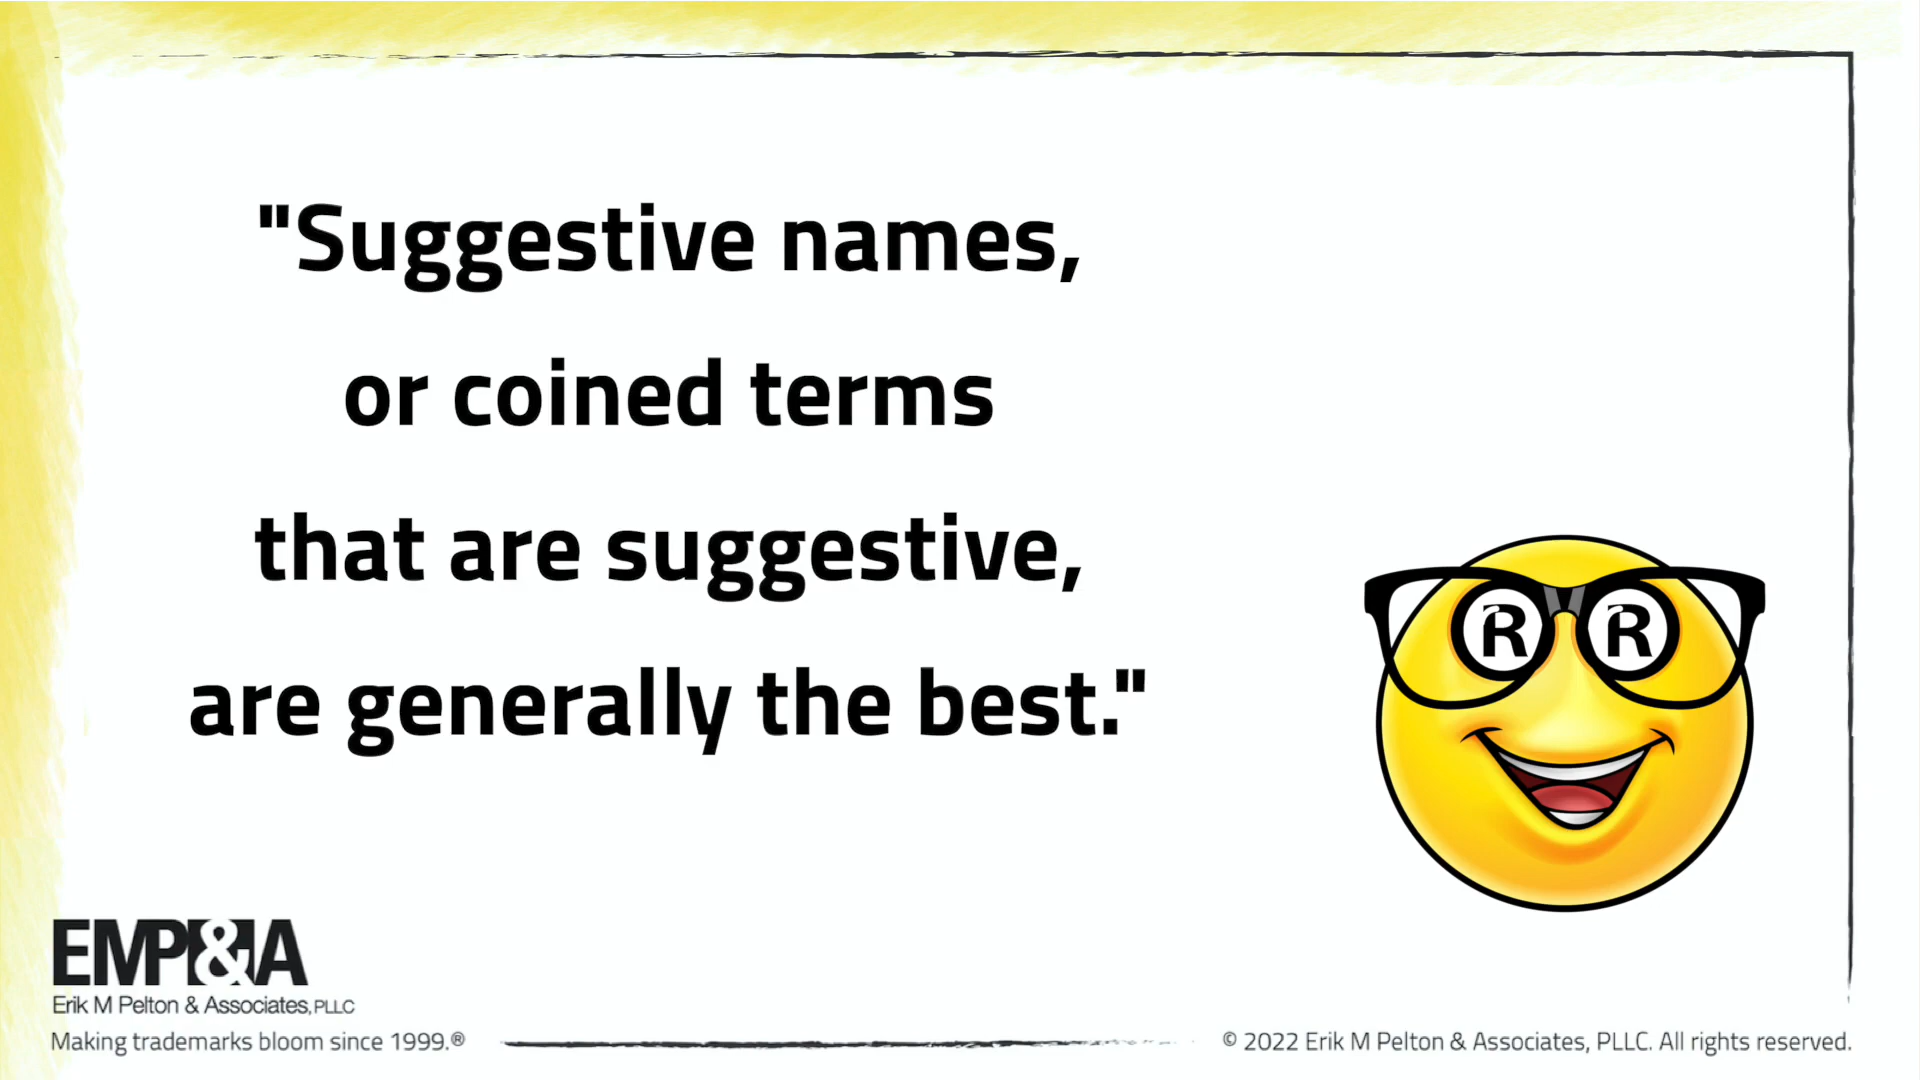 "Suggestive names,
or coined terms
that are suggestive,
are generally the best."
R R
EMP&A
Erik M Pelton & Associates, PLLC
Making trademarks bloom since 1999.®
© 2022 Erik M Pelton & Associates, PLLC. All rights reserved.